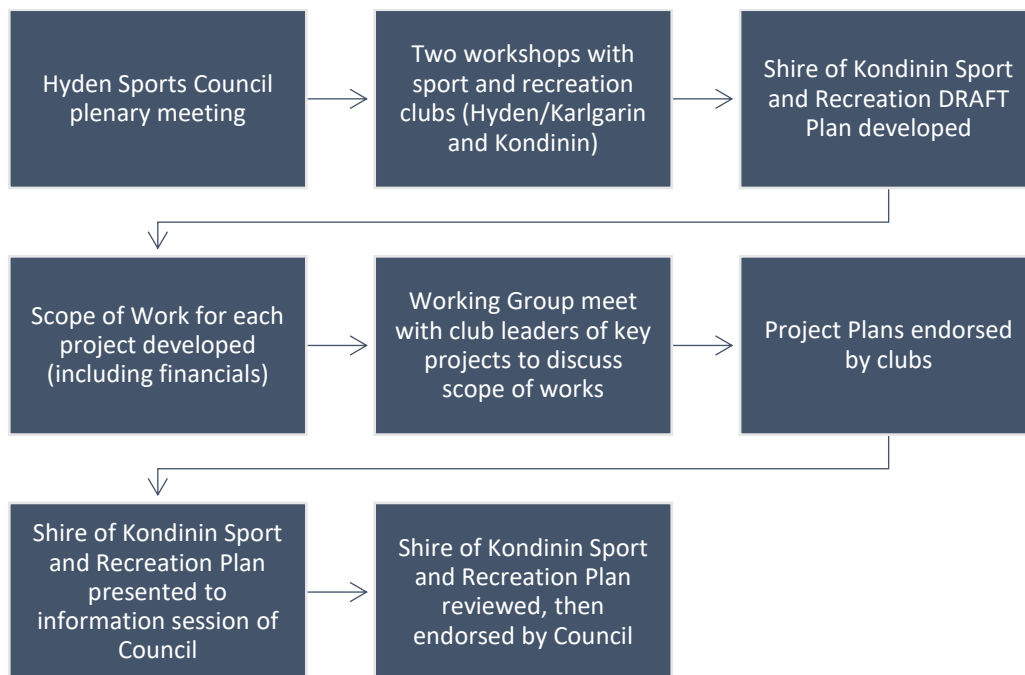 Hyden Sports Council
plenary meeting
Two workshops with
sport and recreation
clubs (Hyden/Karlgarin
and Kondinin)
Shire of Kondinin Sport
and Recreation DRAFT
Plan developed
Scope of Work for each
project developed
(including financials)
Working Group meet
with club leaders of key
projects to discuss
scope of works
Project Plans endorsed
by clubs
Shire of Kondinin Sport
and Recreation Plan
presented to
information session of
Council
Shire of Kondinin Sport
and Recreation Plan
reviewed, then
endorsed by Council